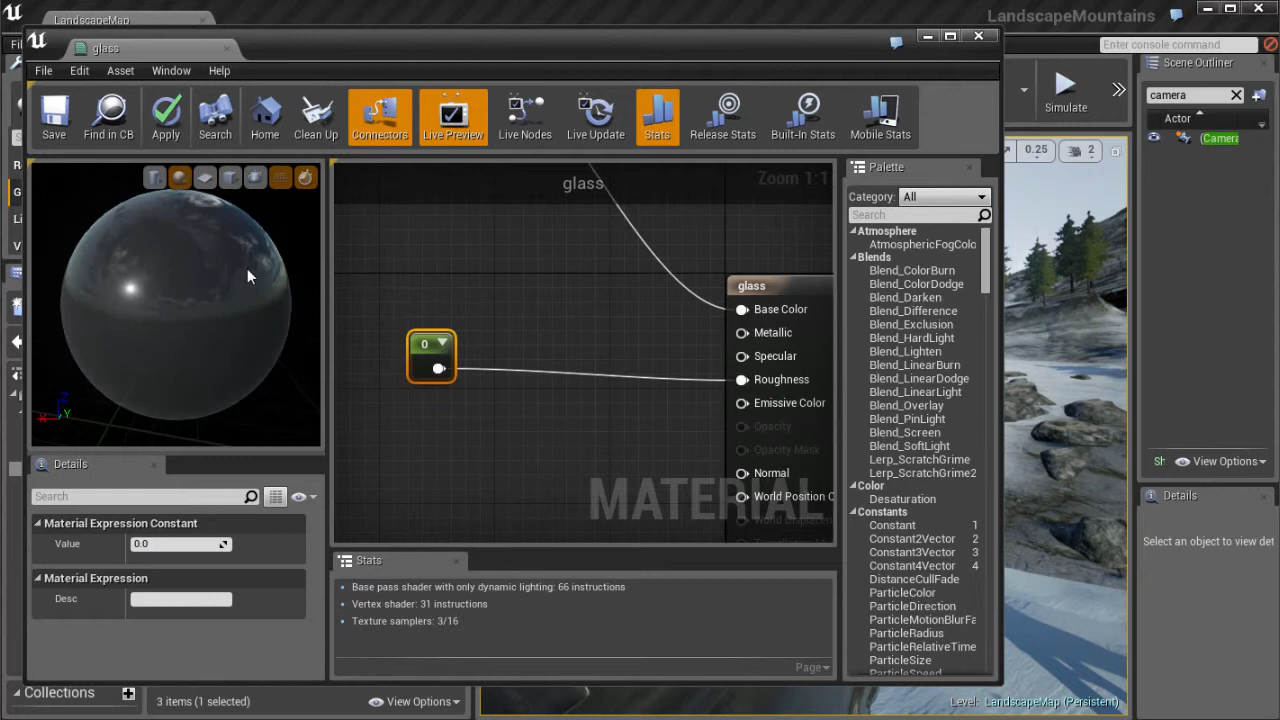 LandscapeMap
LandscapeMountains
glass
Enter console command
Scene Outliner
File Edit Asset Window Help
Save
Find in CB
Apply
Search
Home
Clean Up
Connectors
Live Preview
Live Nodes
Live Update
Stats
Release Stats
Built-In Stats
Mobile Stats
Simulate
camera
Actor
(Camera
0.25
2
glass
Zoom 1:1
Palette
Category: All
Search
Atmosphere
AtmosphericFogColo
Blends
Blend_ColorBurn
Blend_ColorDodge
Blend_Darken
Blend_Difference
Blend_Exclusion
Blend_HardLight
Blend_Lighten
Blend_LinearBurn
Blend_LinearDodge
Blend_LinearLight
Blend_Overlay
Blend_PinLight
Blend_Screen
Blend_SoftLight
Lerp_ScratchGrime
Lerp_ScratchGrime2
Color
Desaturation
Constants
Constant 1
Constant2Vector 2
Constant3Vector 3
Constant4Vector 4
DistanceCullFade
ParticleColor
ParticleDirection
ParticleMotionBlurFa
ParticleRadius
ParticleRelativeTime
ParticleSize
ParticleSpeed
glass
Base Color
Metallic
Specular
Roughness
Emissive Color
Opacity
Opacity Mask
Normal
World Position O
World Displacem
0
MATERIAL
X
Y
Z
Details
Search
Material Expression Constant
Value 0.0
Material Expression
Desc
Stats
Base pass shader with only dynamic lighting: 66 instructions
Vertex shader: 31 instructions
Texture samplers: 3/16
Page
View Options
Details
Select an object to view det
Collections
3 items (1 selected)
View Options
Level: LandscapeMap (Persistent)